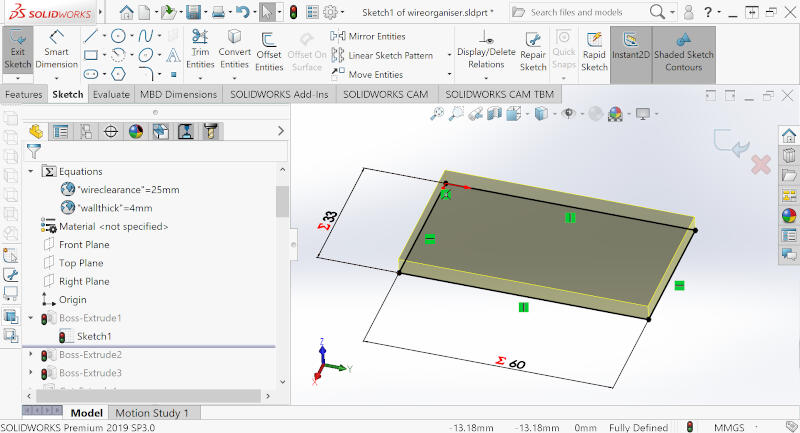 SOLIDWORKS
Sketch1 of wireorganiser.sldprt *
Search Commands
?
Exit Sketch
Smart Dimension
Trim Entities
Convert Entities
Offset Entities
Offset On Surface
Mirror Entities
Linear Sketch Pattern
Move Entities
Display/Delete Relations
Repair Sketch
Quick Snaps
Rapid Sketch
Instant2D
Shaded Sketch Contours
Features
Sketch
Evaluate
MBD Dimensions
SOLIDWORKS Add-Ins
SOLIDWORKS CAM
SOLIDWORKS CAM TBM
Equations
"wireclearance"=25mm
"wallthick"=4mm
Material <not specified>
Front Plane
Top Plane
Right Plane
Origin
Boss-Extrude1
Sketch1
Boss-Extrude2
Boss-Extrude3
Σ33
Σ 60
Z
Y
X
Model
Motion Study 1
SOLIDWORKS Premium 2019 SP3.0
-13.18mm
-13.18mm
0mm
Fully Defined
MMGS